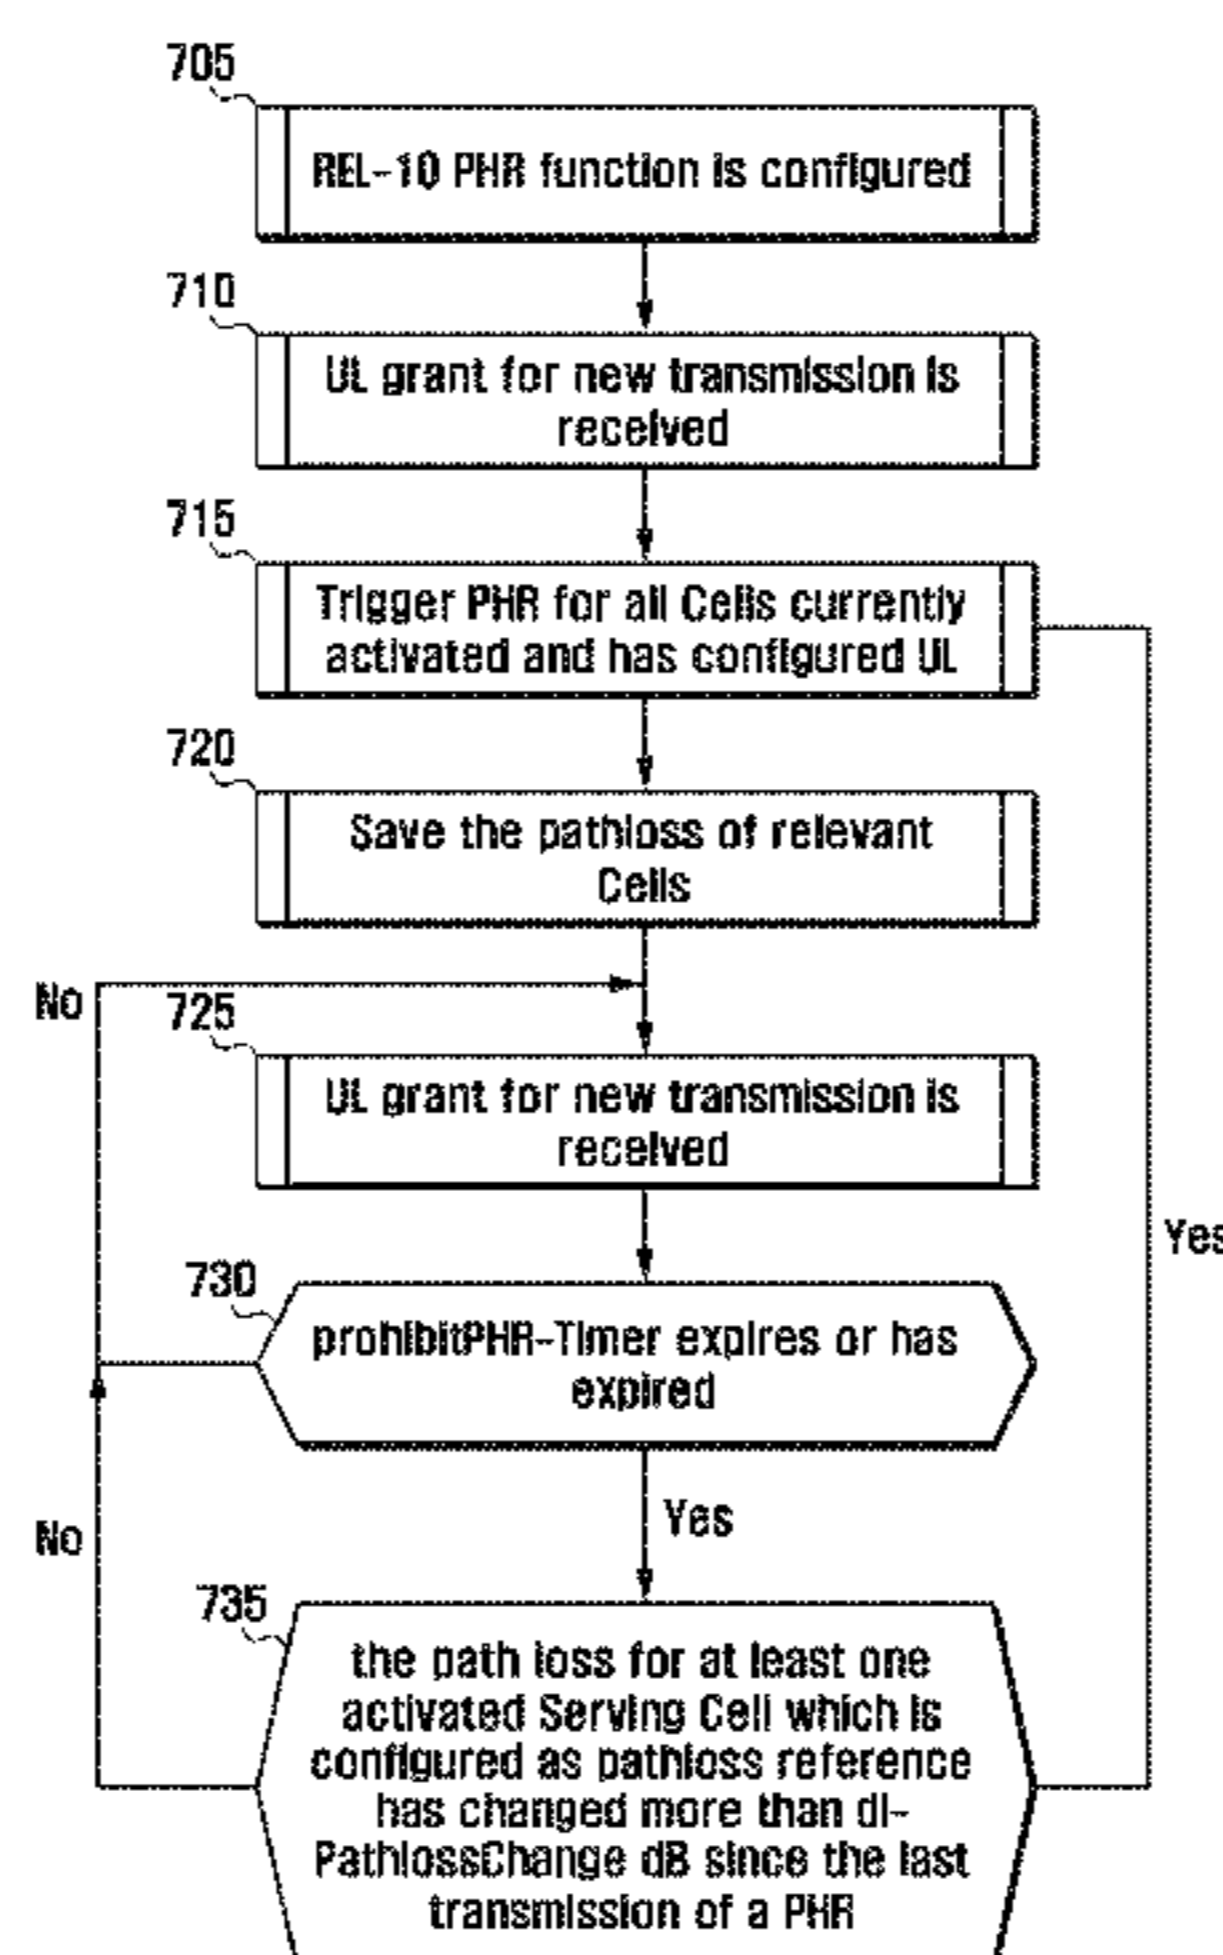 705
REL-10 PHR function is configured
710
UL grant for new transmission is
received
715
Trigger PHR for all Cells currently
activated and has configured UL
720
Save the pathloss of relevant
Cells
No
725
UL grant for new transmission is
received
Yes
730
prohibitPHR-Timer expires or has
expired
Yes
No
735
the path loss for at least one
activated Serving Cell which is
configured as pathloss reference
has changed more than dl-
PathlossChange dB since the last
transmission of a PHR